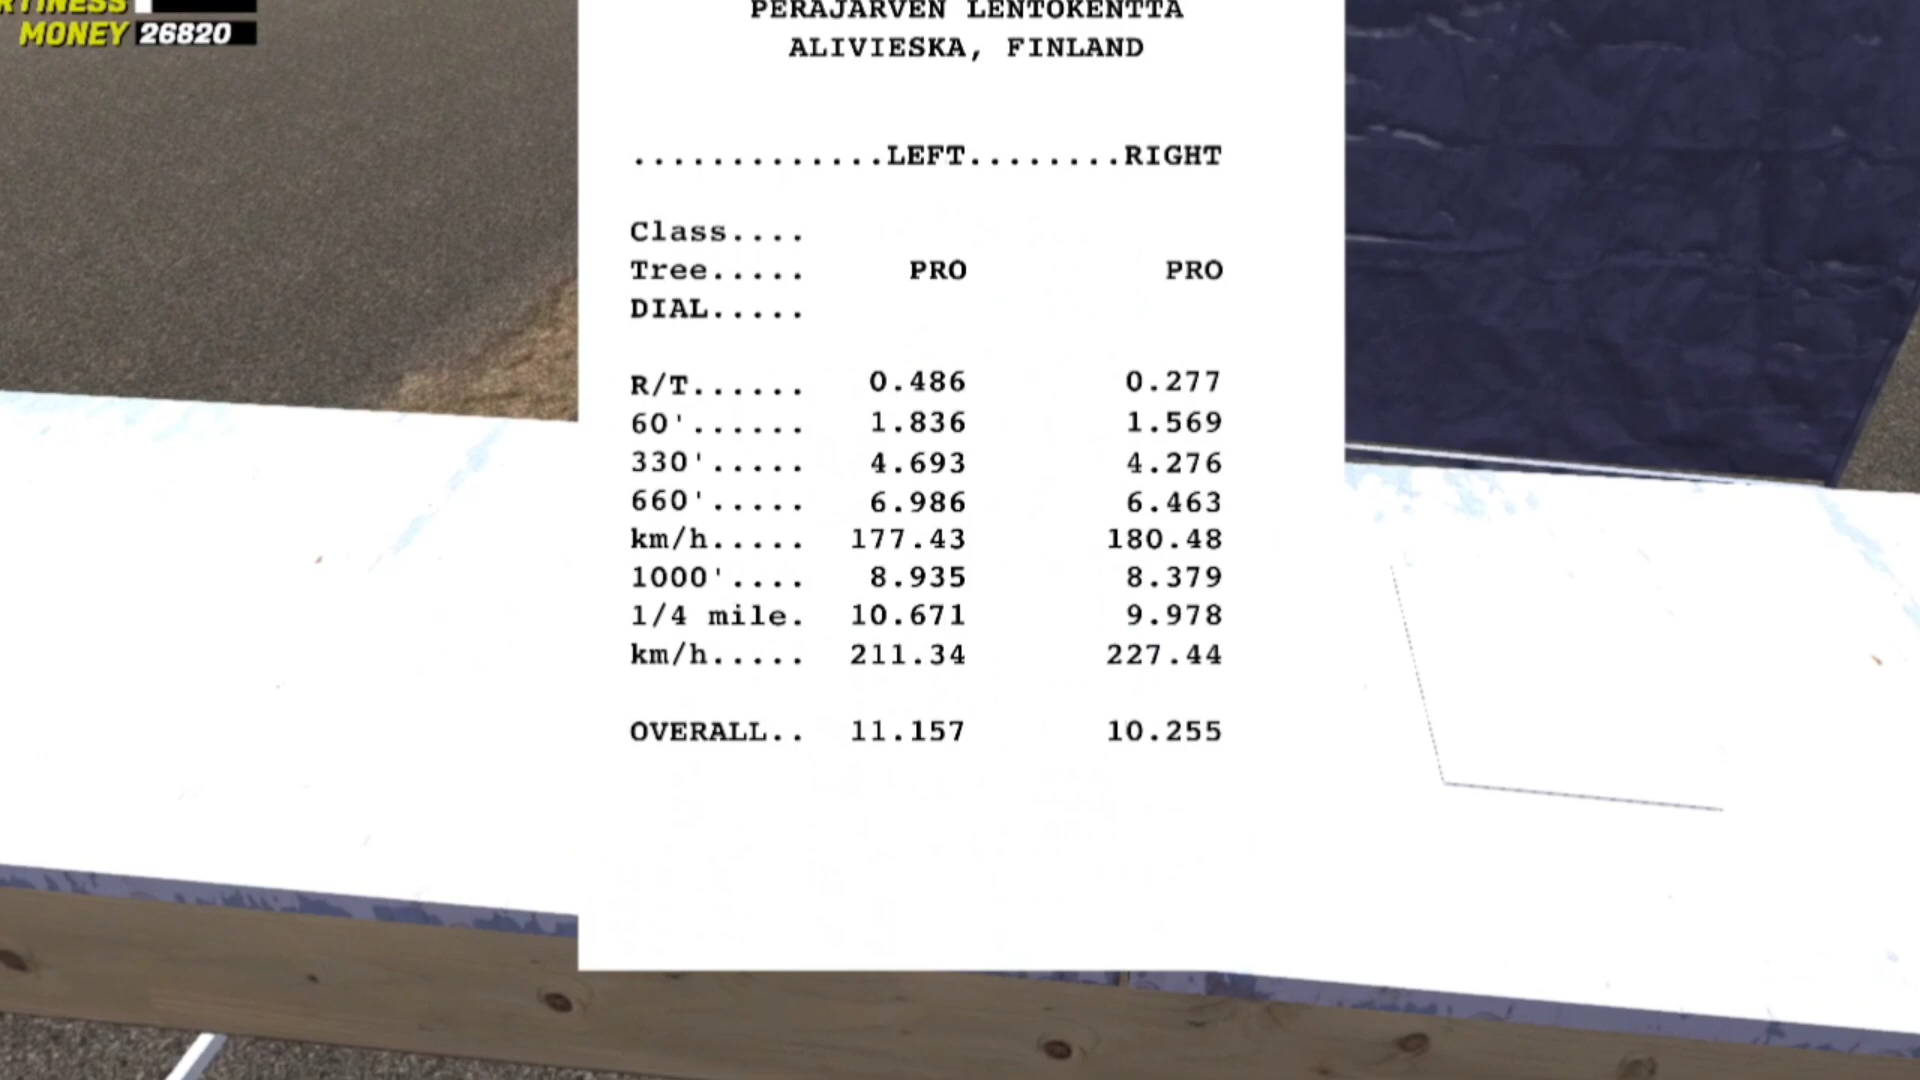 MONEY 26820
PERAJARVEN LENTOKENTTA
ALIVIESKA, FINLAND
.............LEFT........RIGHT
Class....
Tree..... PRO PRO
DIAL.....
R/T...... 0.486 0.277
60'...... 1.836 1.569
330'..... 4.693 4.276
660'..... 6.986 6.463
km/h..... 177.43 180.48
1000'.... 8.935 8.379
1/4 mile. 10.671 9.978
km/h..... 211.34 227.44
OVERALL.. 11.157 10.255